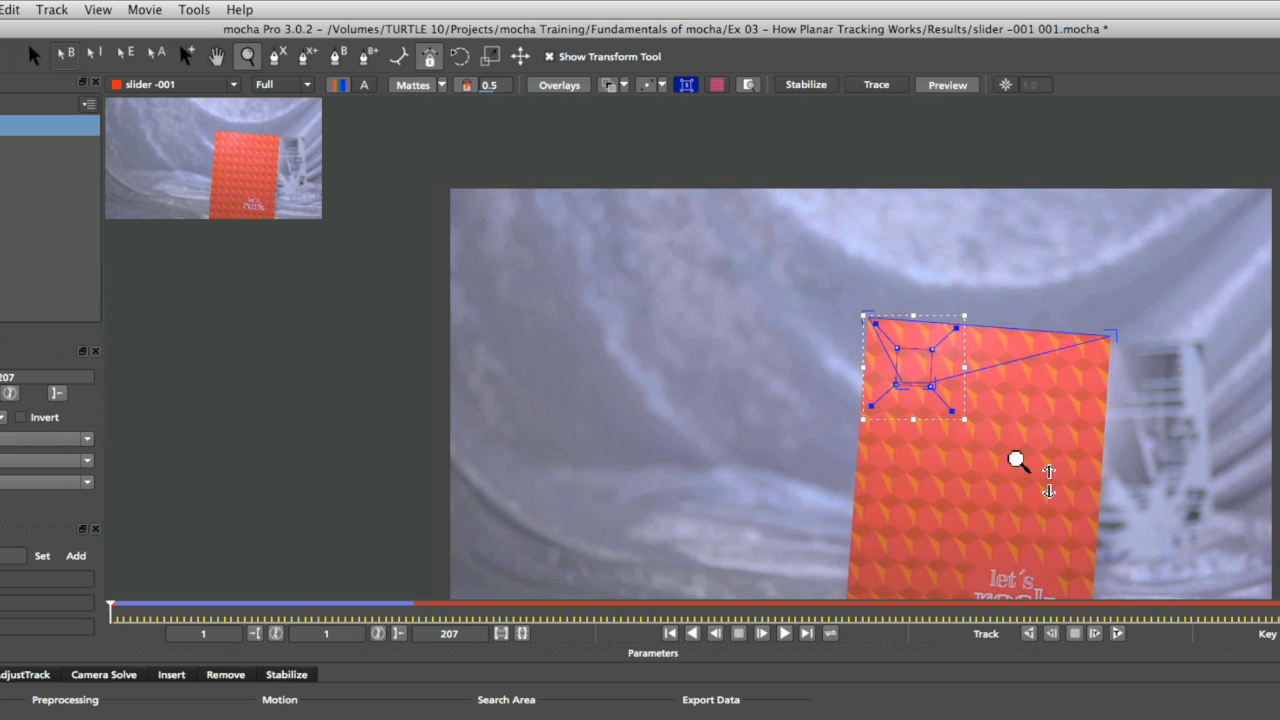 Edit Track View Movie Tools Help
mocha Pro 3.0.2 – /Volumes/TURTLE 10/Projects/mocha Training/Fundamentals of mocha/Ex 03 - How Planar Tracking Works/Results/slider -001 001.mocha *
B I E A X X+ B B+ Show Transform Tool
slider -001 Full A Mattes 0.5 Overlays Stabilize Trace Preview 1.0
let's
207
Invert
let's
Set Add
1 1 207 Track Key
Parameters
AdjustTrack Camera Solve Insert Remove Stabilize
Preprocessing Motion Search Area Export Data